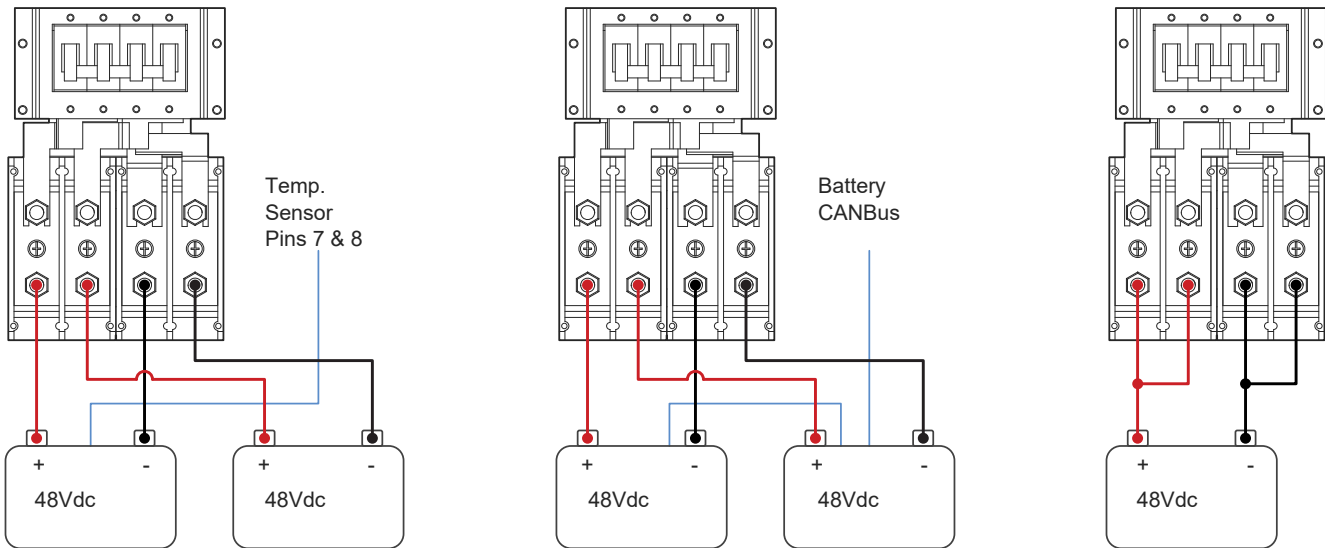 Temp.
Sensor
Pins 7 & 8
Battery
CANBus
+ -
48Vdc
+ -
48Vdc
+ -
48Vdc
+ -
48Vdc
+ -
48Vdc